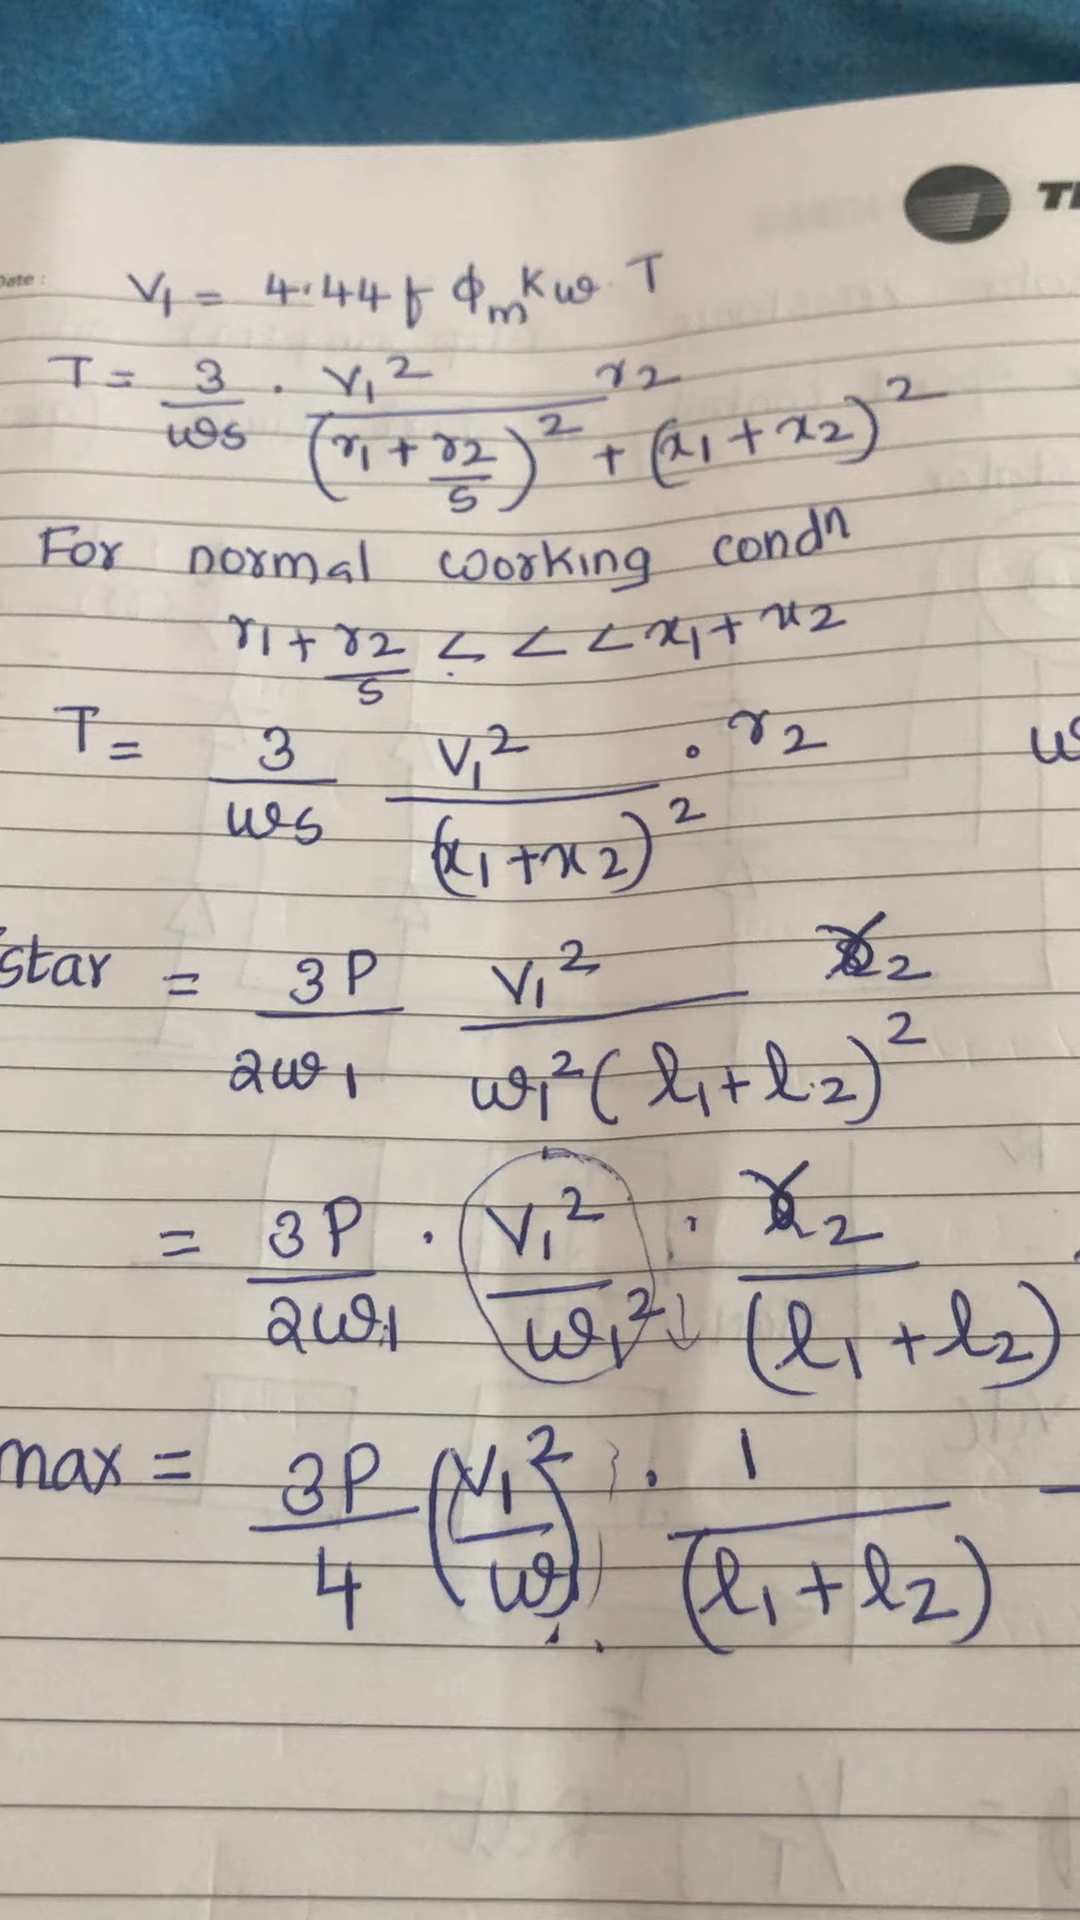 Date :
V₁ = 4.44 f ϕₘ Kω T
T = 3/ωs . V₁² r2 / (r₁ + r2/s)² + (x₁ + x2)²
For normal working condⁿ
r₁ + r2/s < < < x₁ + x2
T = 3/ωs V₁²/(x₁ + x2)² . r2
star = 3P/2ω₁ V₁²/ω₁²(l₁ + l2)² r2
= 3P/2ω₁ . V₁²/ω₁² ↓ . r2/(l₁ + l2)
max = 3P/4 (V₁/ω₁)² . 1/(l₁ + l2)